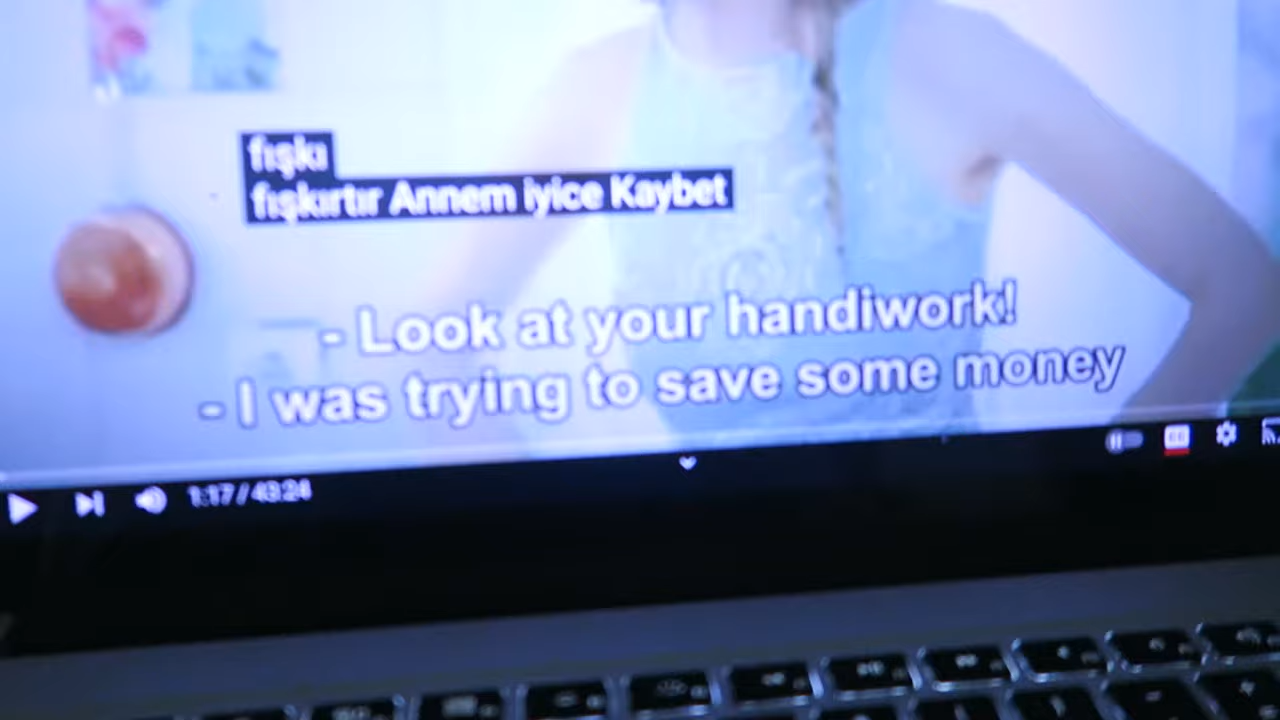 fışkı
fışkırtır Annem iyice Kaybet
- Look at your handiwork!
- I was trying to save some money
1:17 / 43:24